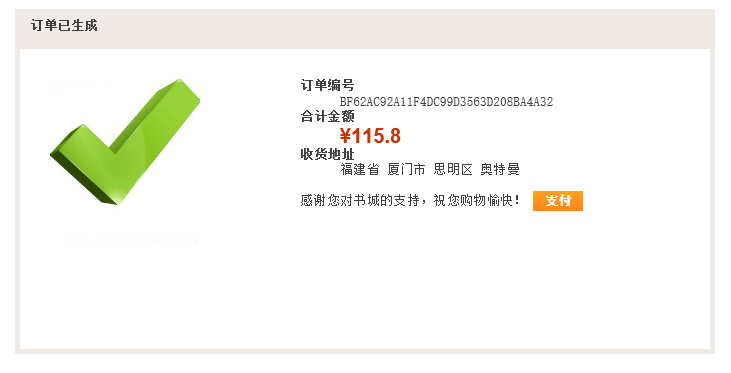 订单已生成
订单编号
BF62AC92A11F4DC99D3563D208BA4A32
合计金额
¥115.8
收货地址
福建省 厦门市 思明区 奥特曼
感谢您对书城的支持，祝您购物愉快！ 支付